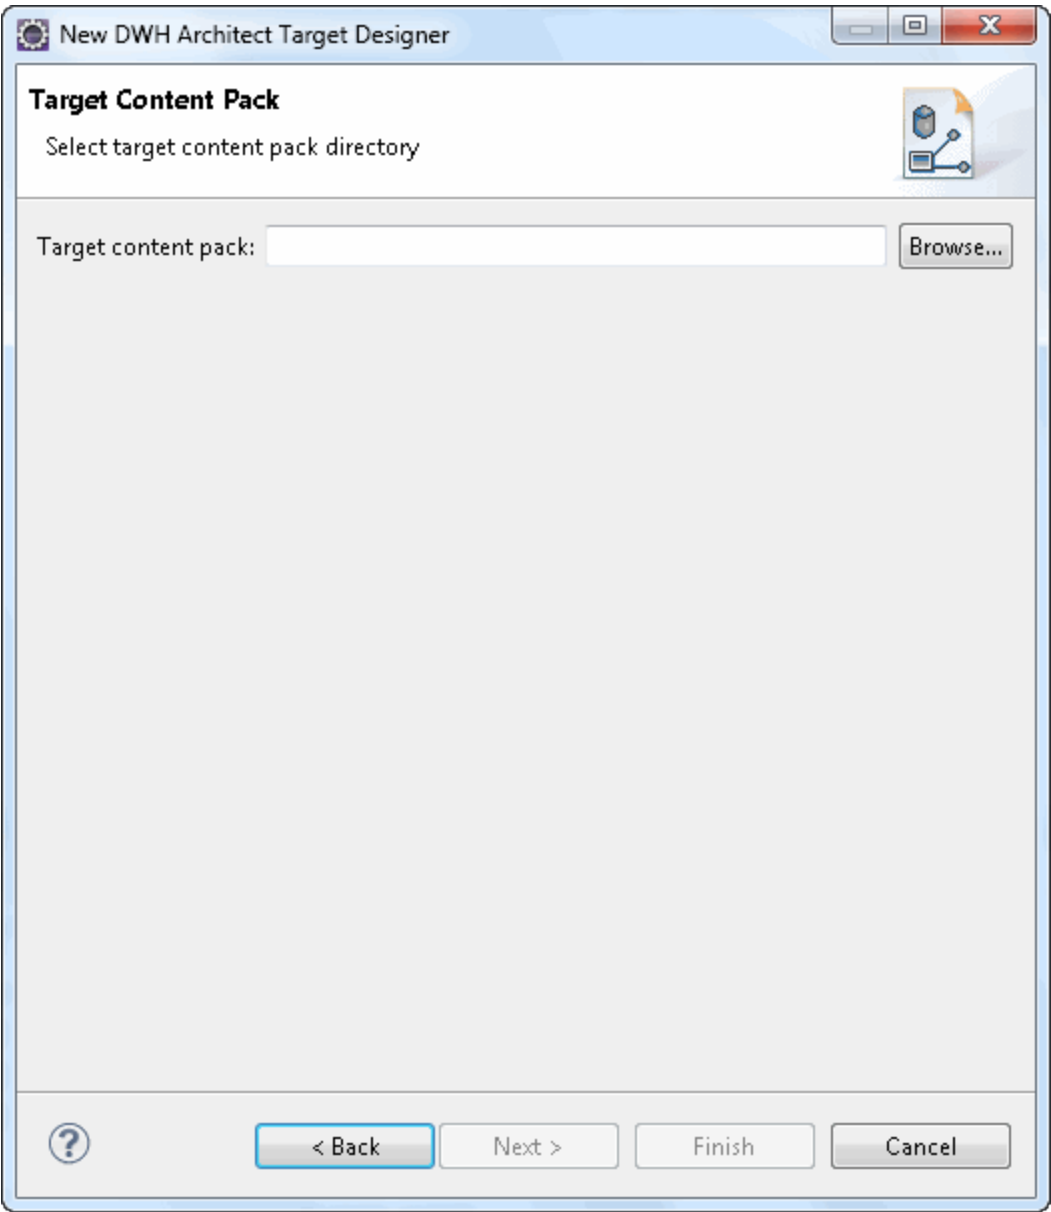 New DWH Architect Target Designer
Target Content Pack
Select target content pack directory
Target content pack:
Browse...
?
< Back
Next >
Finish
Cancel